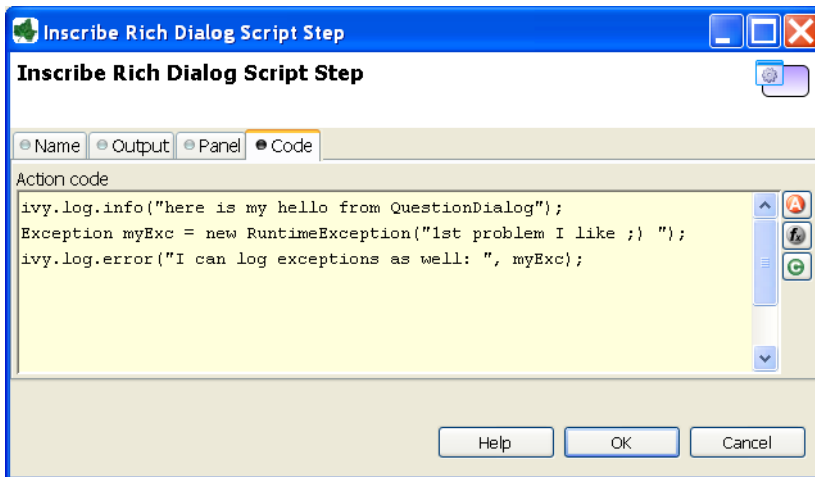 Inscribe Rich Dialog Script Step
Inscribe Rich Dialog Script Step
Name Output Panel Code
Action code
ivy.log.info("here is my hello from QuestionDialog");
Exception myExc = new RuntimeException("1st problem I like ;) ");
ivy.log.error("I can log exceptions as well: ", myExc);
Help OK Cancel